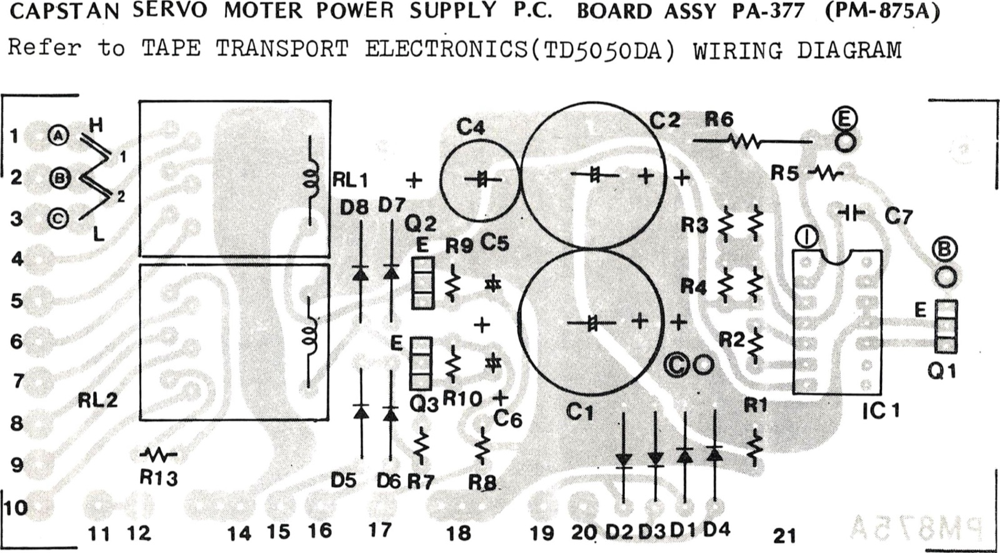 CAPSTAN SERVO MOTER POWER SUPPLY P.C. BOARD ASSY PA-377 (PM-875A)
Refer to TAPE TRANSPORT ELECTRONICS(TD5050DA) WIRING DIAGRAM
1 A H 1
2 B 2
3 C L
4
5
6
7
8
9
10
RL1
RL2
R13
D8 D7
Q2
E R9 C5
C4
C2 R6 E
R5
R3
C7
I
B
R4
E
R2
E
C
Q1
Q3 R10
C6
C1
R1
IC1
D5 D6 R7 R8
11 12 14 15 16 17 18 19 20 D2 D3 D1 D4 21
PM875A